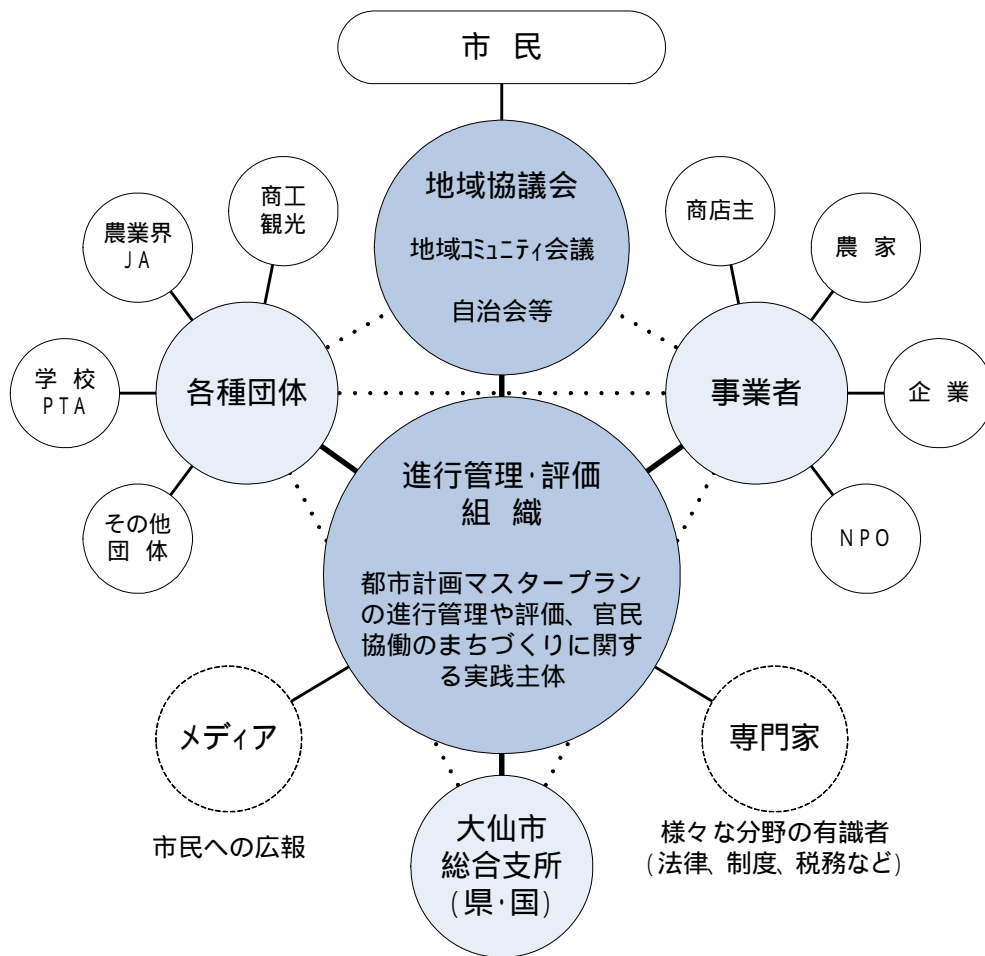 市 民
地域協議会
地域コミュニティ会議
自治会等
商工
観光
農業界
JA
学 校
PTA
その他
団 体
各種団体
商店主
農 家
企 業
NPO
事業者
進行管理・評価
組 織
都市計画マスタープラン
の進行管理や評価、官民
協働のまちづくりに関す
る実践主体
メディア
市民への広報
専門家
様々な分野の有識者
(法律、制度、税務など)
大仙市
総合支所
(県・国)